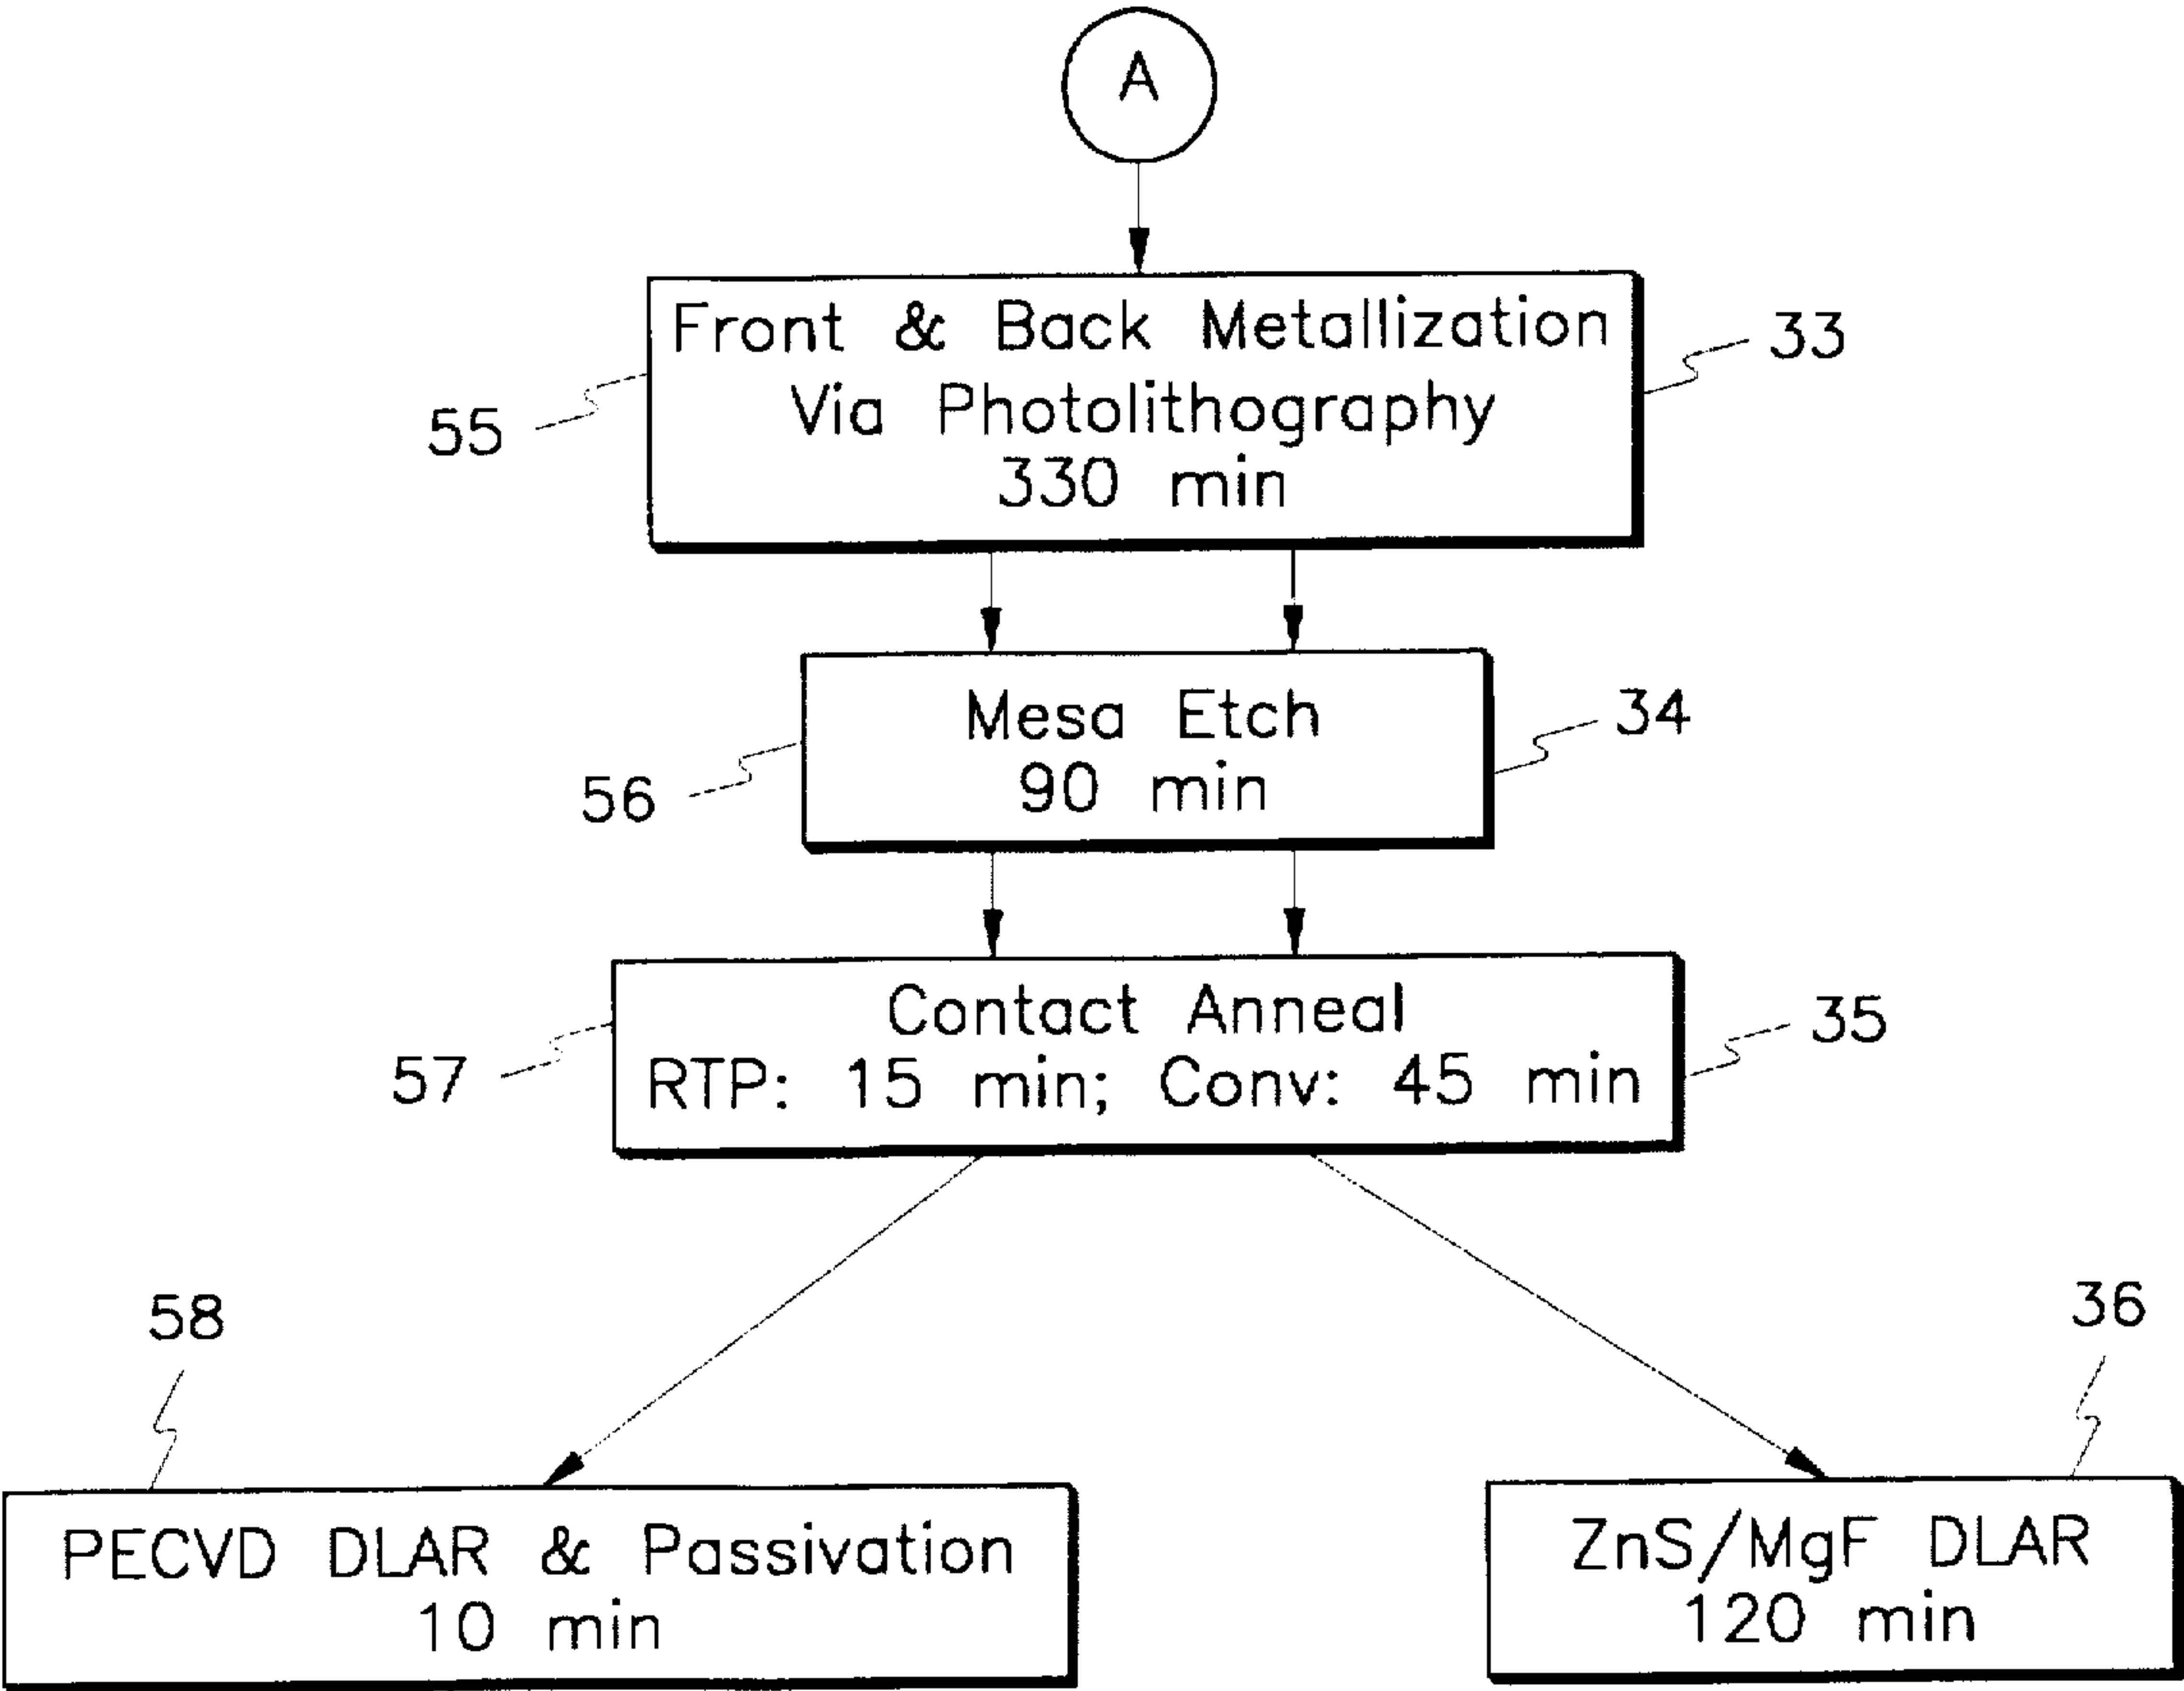 A
Front & Back Metallization
Via Photolithography
330 min
33
55
Mesa Etch
90 min
34
56
Contact Anneal
RTP: 15 min; Conv: 45 min
35
57
58
36
PECVD DLAR & Passivation
10 min
ZnS/MgF DLAR
120 min